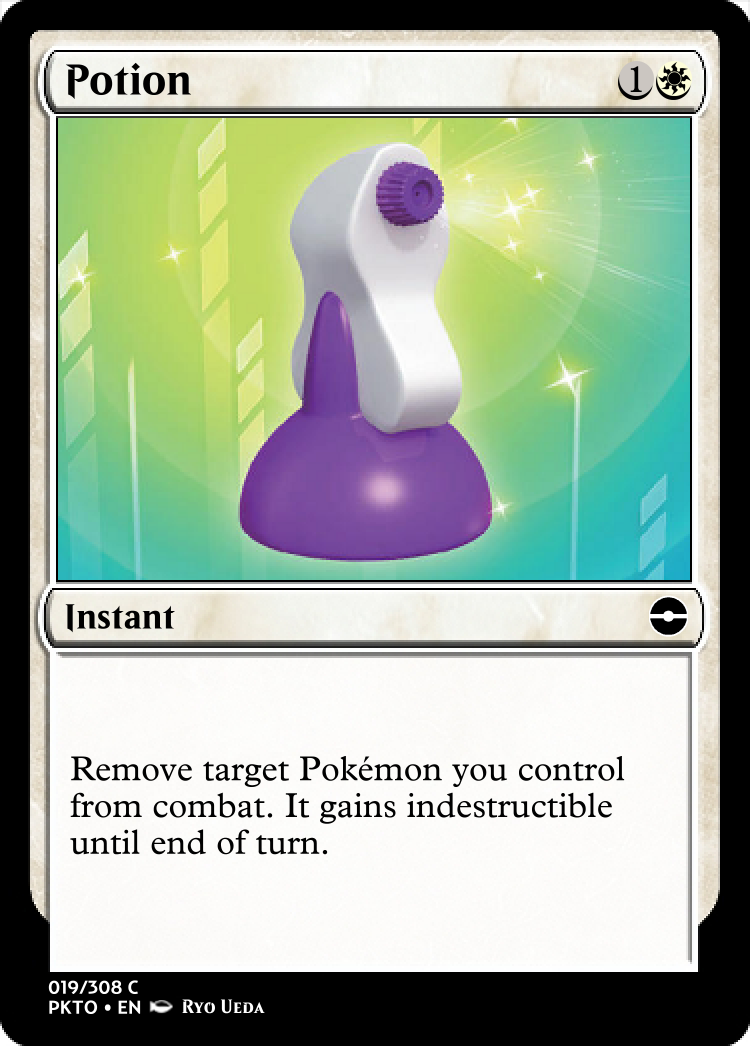 Potion 1
Instant
Remove target Pokémon you control
from combat. It gains indestructible
until end of turn.
019/308 C
PKTO • EN Ryo Ueda